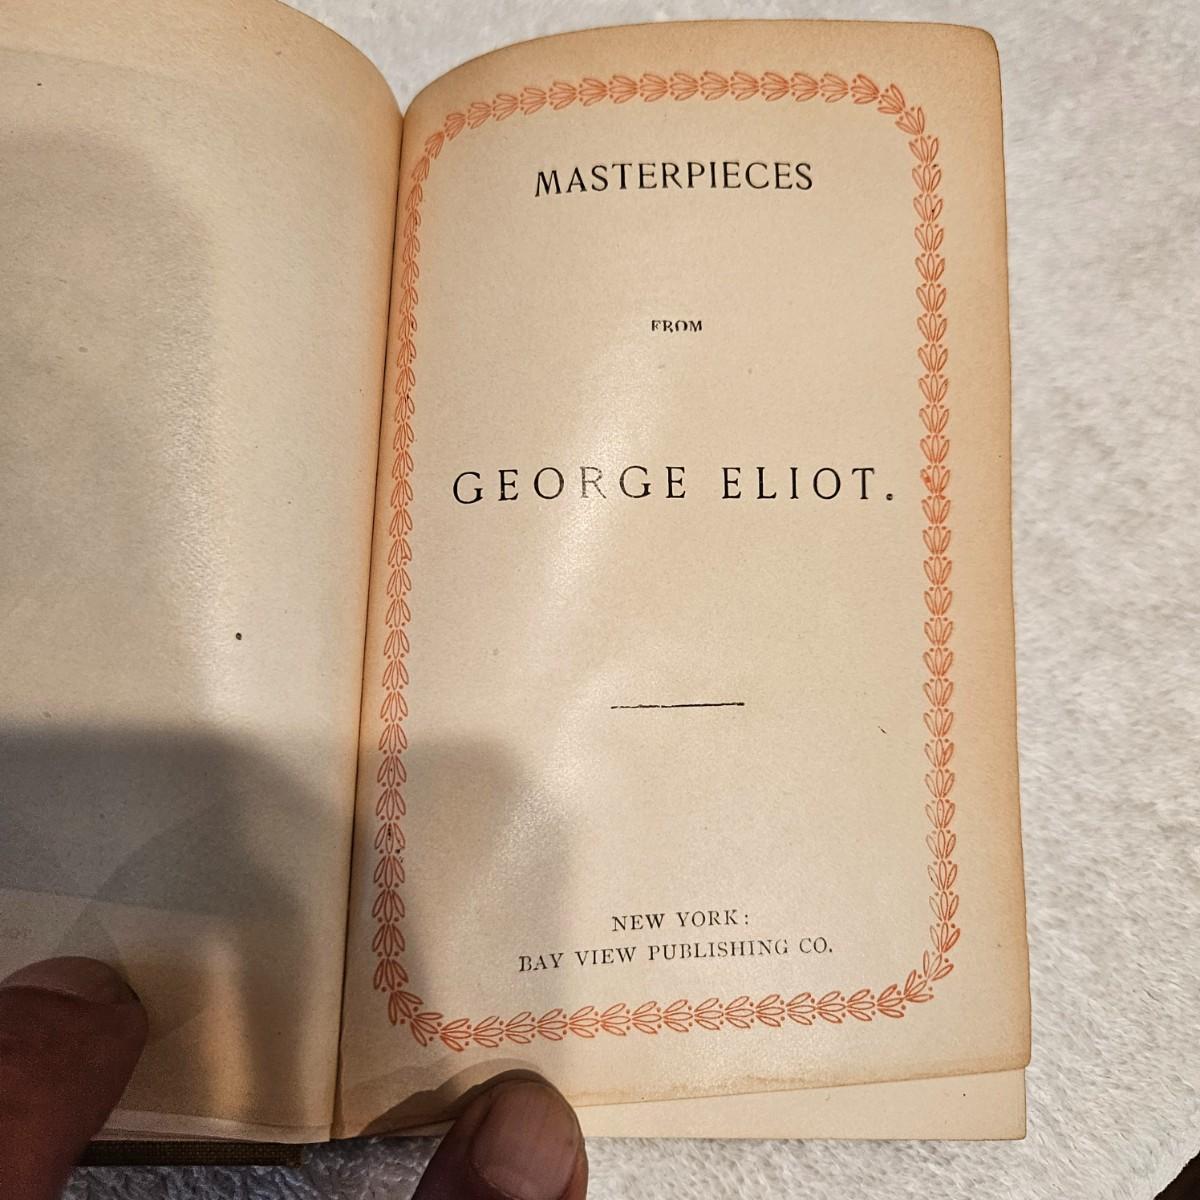 MASTERPIECES
FROM
GEORGE ELIOT.
NEW YORK:
BAY VIEW PUBLISHING CO.